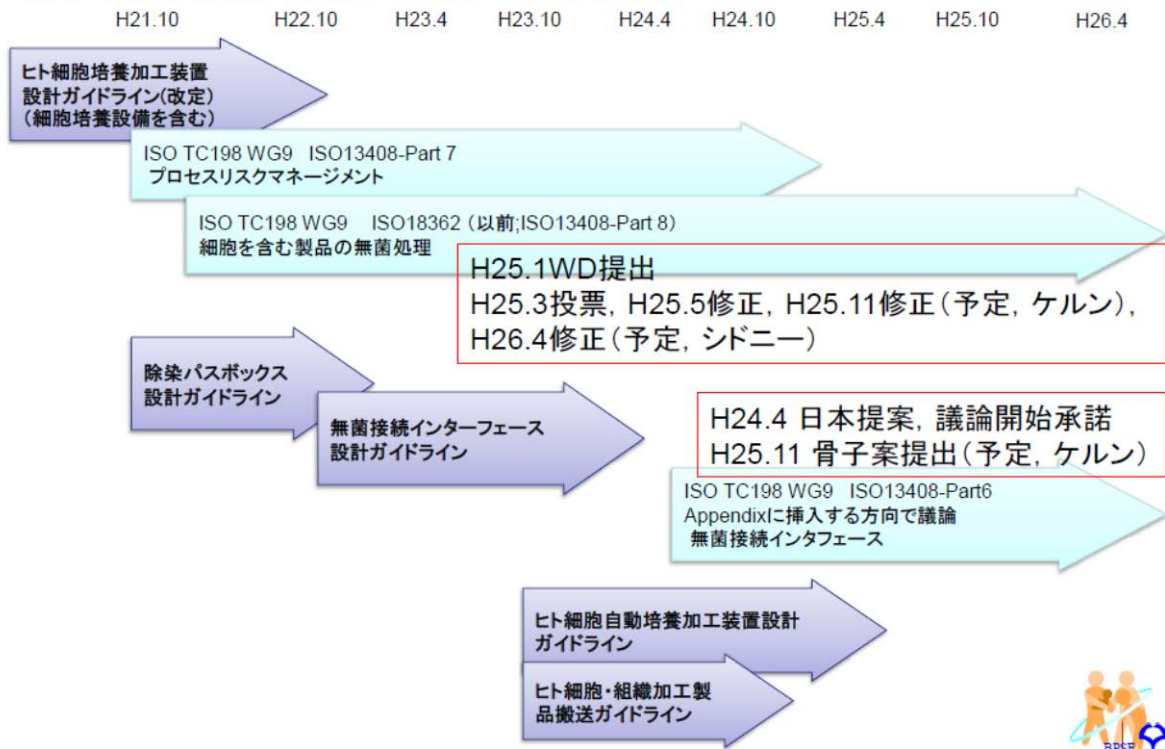 H21.10 H22.10 H23.4 H23.10 H24.4 H24.10 H25.4 H25.10 H26.4
ヒト細胞培養加工装置
設計ガイドライン(改定)
(細胞培養設備を含む)
ISO TC198 WG9 ISO13408-Part 7
プロセスリスクマネージメント
ISO TC198 WG9 ISO18362 (以前;ISO13408-Part 8)
細胞を含む製品の無菌処理
H25.1WD提出
H25.3投票, H25.5修正, H25.11修正(予定, ケルン),
H26.4修正(予定, シドニー)
除染パスボックス
設計ガイドライン
無菌接続インターフェース
設計ガイドライン
H24.4 日本提案, 議論開始承諾
H25.11 骨子案提出(予定, ケルン)
ISO TC198 WG9 ISO13408-Part6
Appendixに挿入する方向で議論
無菌接続インタフェース
ヒト細胞自動培養加工装置設計
ガイドライン
ヒト細胞・組織加工製
品搬送ガイドライン